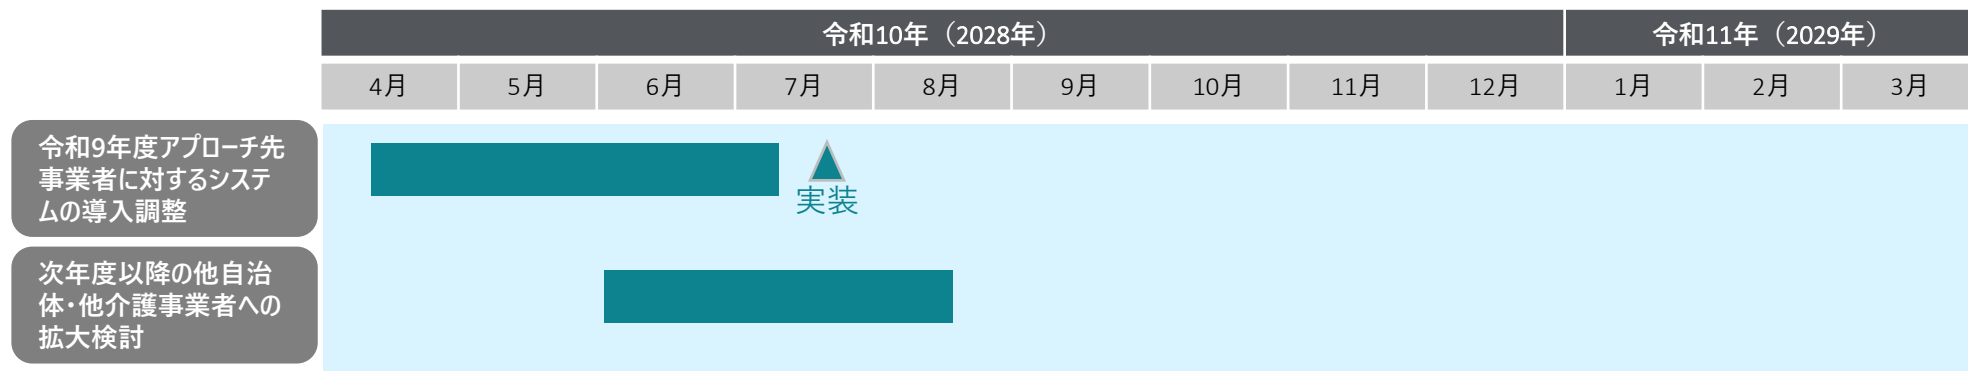 令和10年（2028年）
令和11年（2029年）
4月
5月
6月
7月
8月
9月
10月
11月
12月
1月
2月
3月
令和9年度アプローチ先
事業者に対するシステ
ムの導入調整
実装
次年度以降の他自治
体・他介護事業者への
拡大検討